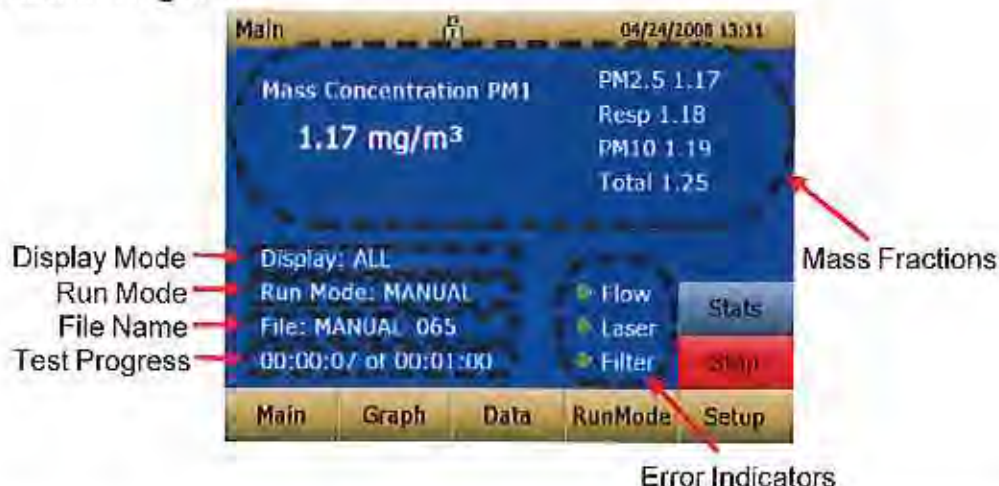 Main 04/24/2008 13:11
Mass Concentration PM1
1.17 mg/m³
PM2.5 1.17
Resp 1.18
PM10 1.19
Total 1.25
Mass Fractions
Display Mode
Display: ALL
Run Mode
Run Mode: MANUAL
File Name
File: MANUAL_065
Test Progress
00:00:07 of 00:01:00
Flow
Laser
Filter
Stats
Stop
Main Graph Data RunMode Setup
Error Indicators